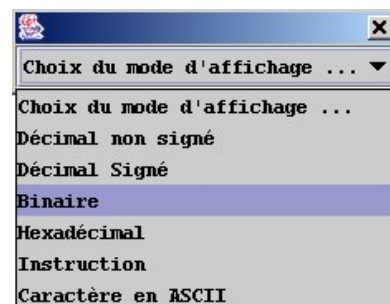 Choix du mode d'affichage ...
Choix du mode d'affichage ...
Décimal non signé
Décimal Signé
Binaire
Hexadécimal
Instruction
Caractère en ASCII